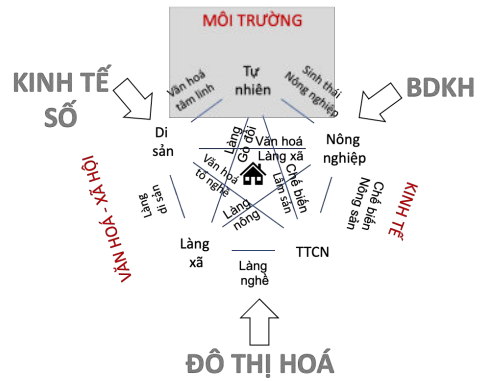 MÔI TRƯỜNG
KINH TẾ
SỐ
Văn hoá
tâm linh
Tự
nhiên
Sinh thái
Nông nghiệp
BDKH
Di
sản
Làng
Gò đồi
Văn hoá
Làng xã
Nông
nghiệp
Văn hoá
tổ nghề
Chế biến
Lâm sản
VĂN HOÁ - XÃ HỘI
Làng
di sản
Làng
nông
Chế biến
Nông sản
KINH TẾ
Làng
xã
TTCN
Làng
nghề
ĐÔ THỊ HOÁ